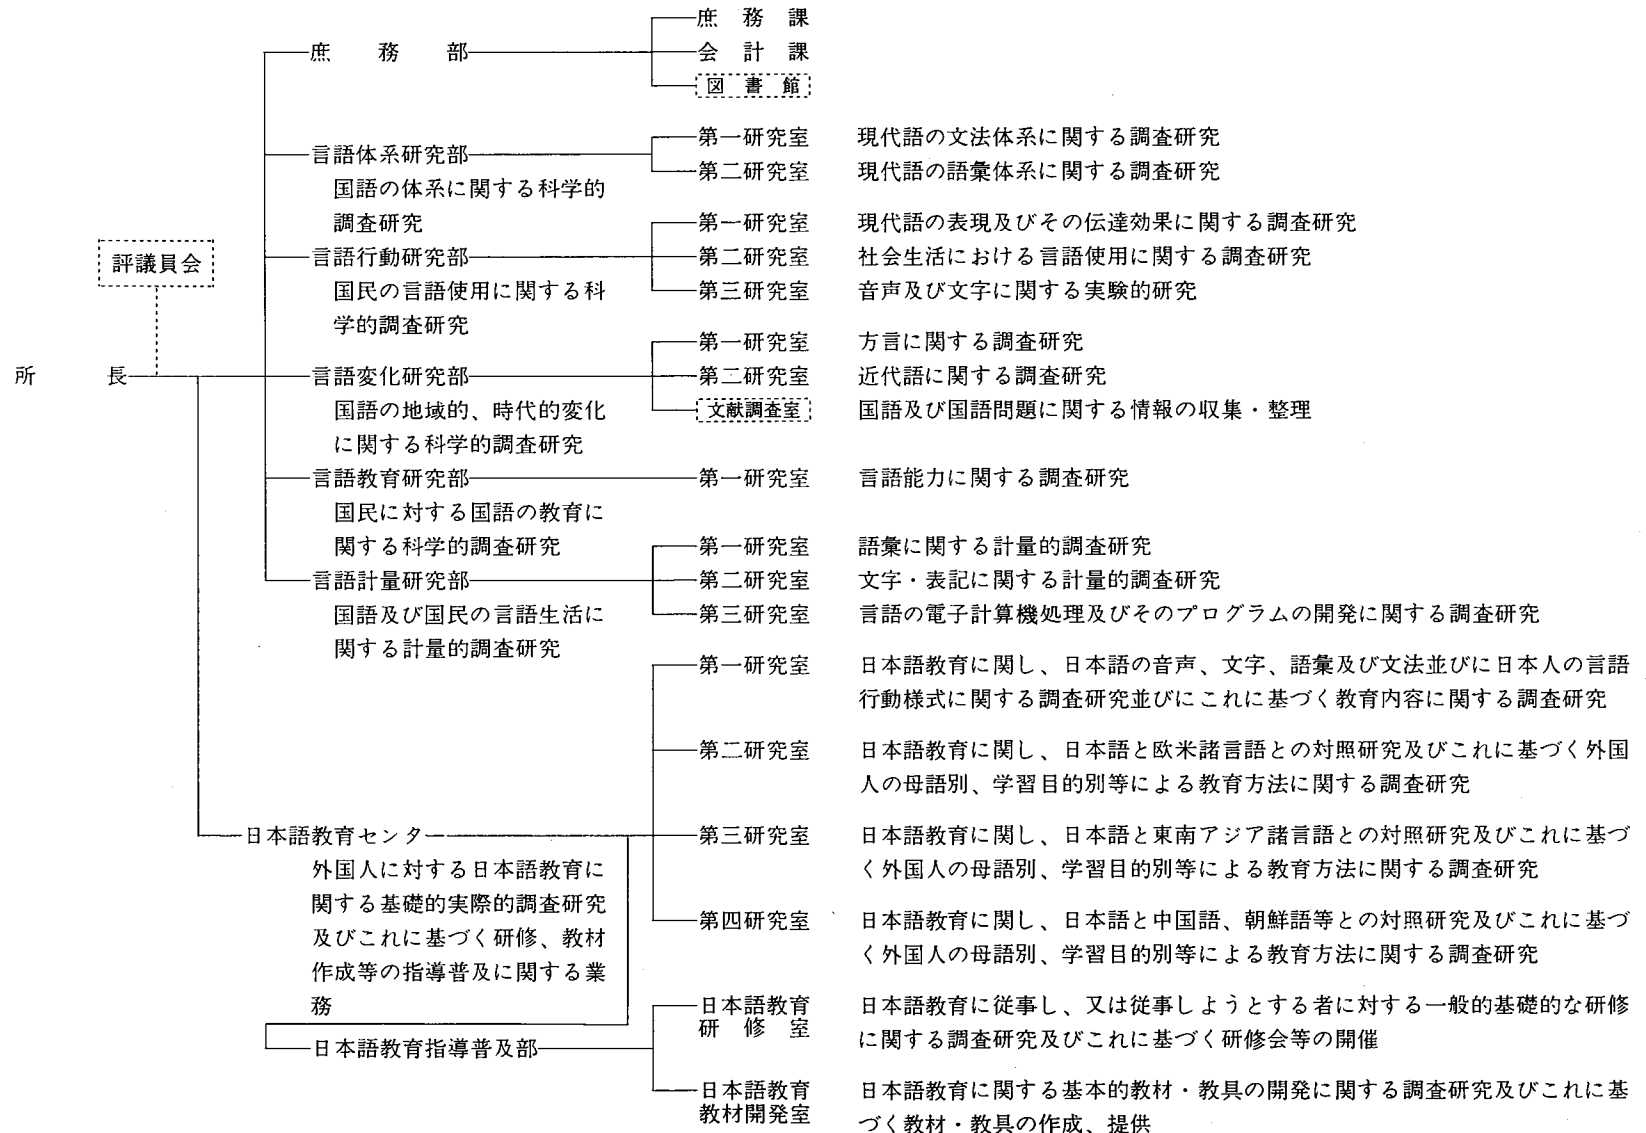 所長
評議員会
庶務部
庶務課
会計課
図書館
言語体系研究部
国語の体系に関する科学的
調査研究
第一研究室 現代語の文法体系に関する調査研究
第二研究室 現代語の語彙体系に関する調査研究
言語行動研究部
国民の言語使用に関する科
学的調査研究
第一研究室 現代語の表現及びその伝達効果に関する調査研究
第二研究室 社会生活における言語使用に関する調査研究
第三研究室 音声及び文字に関する実験的研究
言語変化研究部
国語の地域的、時代的変化
に関する科学的調査研究
第一研究室 方言に関する調査研究
第二研究室 近代語に関する調査研究
文献調査室 国語及び国語問題に関する情報の収集・整理
言語教育研究部
国民に対する国語の教育に
関する科学的調査研究
第一研究室 言語能力に関する調査研究
言語計量研究部
国語及び国民の言語生活に
関する計量的調査研究
第一研究室 語彙に関する計量的調査研究
第二研究室 文字・表記に関する計量的調査研究
第三研究室 言語の電子計算機処理及びそのプログラムの開発に関する調査研究
日本語教育センター
外国人に対する日本語教育に
関する基礎的実際的調査研究
及びこれに基づく研修、教材
作成等の指導普及に関する業
務
第一研究室 日本語教育に関し、日本語の音声、文字、語彙及び文法並びに日本人の言語
行動様式に関する調査研究並びにこれに基づく教育内容に関する調査研究
第二研究室 日本語教育に関し、日本語と欧米諸言語との対照研究及びこれに基づく外国
人の母語別、学習目的別等による教育方法に関する調査研究
第三研究室 日本語教育に関し、日本語と東南アジア諸言語との対照研究及びこれに基づ
く外国人の母語別、学習目的別等による教育方法に関する調査研究
第四研究室 日本語教育に関し、日本語と中国語、朝鮮語等との対照研究及びこれに基づ
く外国人の母語別、学習目的別等による教育方法に関する調査研究
日本語教育指導普及部
日本語教育
研修室
日本語教育に従事し、又は従事しようとする者に対する一般的基礎的な研修
に関する調査研究及びこれに基づく研修会等の開催
日本語教育
教材開発室
日本語教育に関する基本的教材・教具の開発に関する調査研究及びこれに基
づく教材・教具の作成、提供